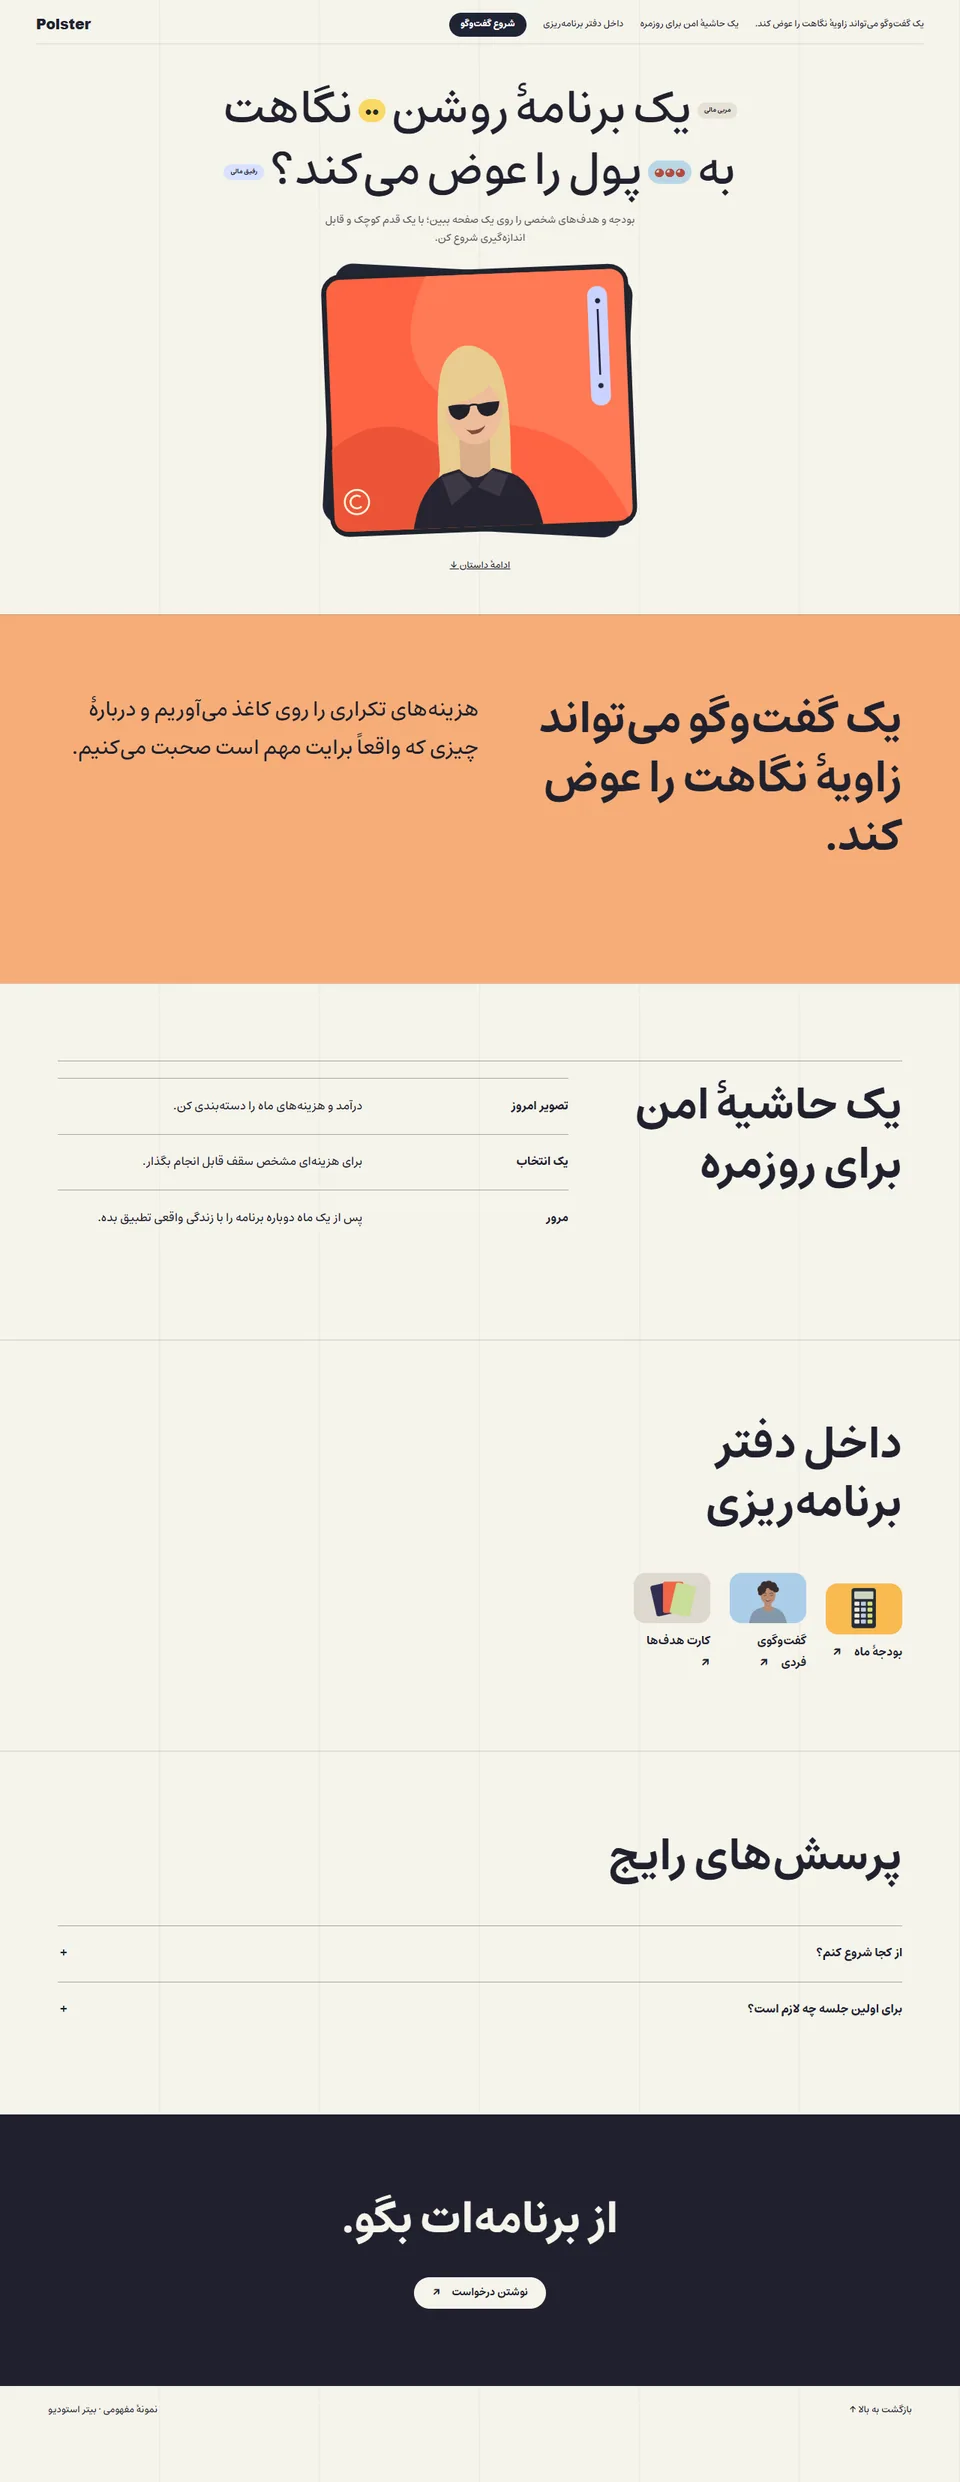 یک گفت‌وگو می‌تواند زاویهٔ نگاهت را عوض کند.
یک حاشیهٔ امن برای روزمره
داخل دفتر برنامه‌ریزی
شروع گفت‌وگو
Polster
مربی مالی
یک برنامهٔ روشن نگاهت
به پول را عوض می‌کند؟
رفیق مالی
بودجه و هدف‌های شخصی را روی یک صفحه ببین؛ با یک قدم کوچک و قابل
اندازه‌گیری شروع کن.
©
ادامهٔ داستان ↓
یک گفت‌وگو می‌تواند
زاویهٔ نگاهت را عوض
کند.
هزینه‌های تکراری را روی کاغذ می‌آوریم و دربارهٔ
چیزی که واقعاً برایت مهم است صحبت می‌کنیم.
یک حاشیهٔ امن
برای روزمره
تصویر امروز
درآمد و هزینه‌های ماه را دسته‌بندی کن.
یک انتخاب
برای هزینه‌ای مشخص سقف قابل انجام بگذار.
مرور
پس از یک ماه دوباره برنامه را با زندگی واقعی تطبیق بده.
داخل دفتر
برنامه‌ریزی
بودجهٔ ماه ↗
گفت‌وگوی
فردی ↗
کارت هدف‌ها
↗
پرسش‌های رایج
از کجا شروع کنم؟ +
برای اولین جلسه چه لازم است؟ +
از برنامه‌ات بگو.
نوشتن درخواست ↗
بازگشت به بالا ↑
نمونهٔ مفهومی · بیتر استودیو